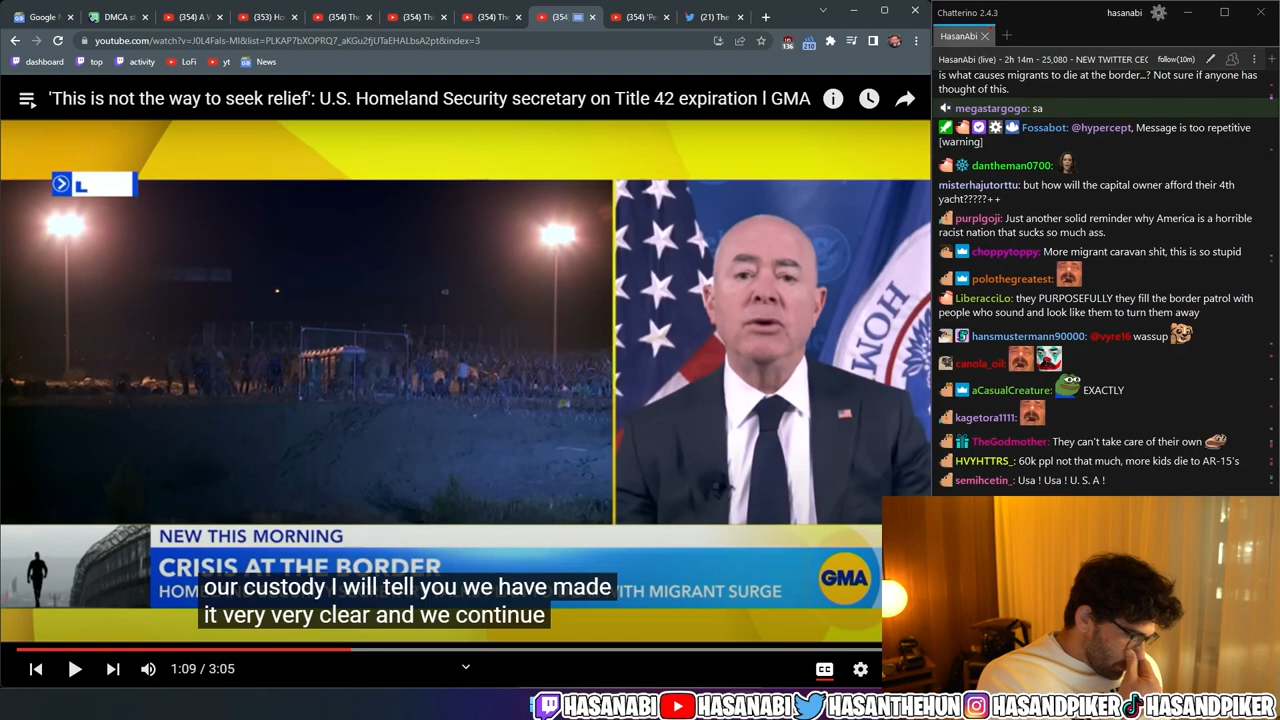 Google N
DMCA st
(354) A W
(353) Ho
(354) The
(354) The
(354) The
(354
(354) 'Pe
(21) The
youtube.com/watch?v=J0L4Fals-MI&list=PLKAP7bXOPRQ7_aKGu2fjUTaEHALbsA2pt&index=3
136
210
dashboard
top
activity
LoFi
yt
News
'This is not the way to seek relief': U.S. Homeland Security secretary on Title 42 expiration l GMA
L
HOM
NEW THIS MORNING
CRISIS AT THE BORDER
our custody I will tell you we have made
WITH MIGRANT SURGE
it very very clear and we continue
GMA
1:09 / 3:05
Chatterino 2.4.3
hasanabi
HasanAbi
HasanAbi (live) - 2h 14m - 25,080 - NEW TWITTER CEO
follow(10m)
is what causes migrants to die at the border...? Not sure if anyone has
thought of this.
megastargogo: sa
Fossabot: @hypercept, Message is too repetitive
[warning]
dantheman0700:
misterhajutorttu: but how will the capital owner afford their 4th
yacht?????++
purplgoji: Just another solid reminder why America is a horrible
racist nation that sucks so much ass.
choppytoppy: More migrant caravan shit, this is so stupid
polothegreatest:
LiberacciLo: they PURPOSEFULLY they fill the border patrol with
people who sound and look like them to turn them away
hansmustermann90000: @vyre16 wassup
canola_oil:
aCasualCreature: EXACTLY
kagetora1111:
TheGodmother: They can't take care of their own
HVYHTTRS_: 60k ppl not that much, more kids die to AR-15's
semihcetin_: Usa ! Usa ! U. S. A !
HASANABI
HASANABI
HASANTHEHUN
HASANDPIKER
HASANDPIKER